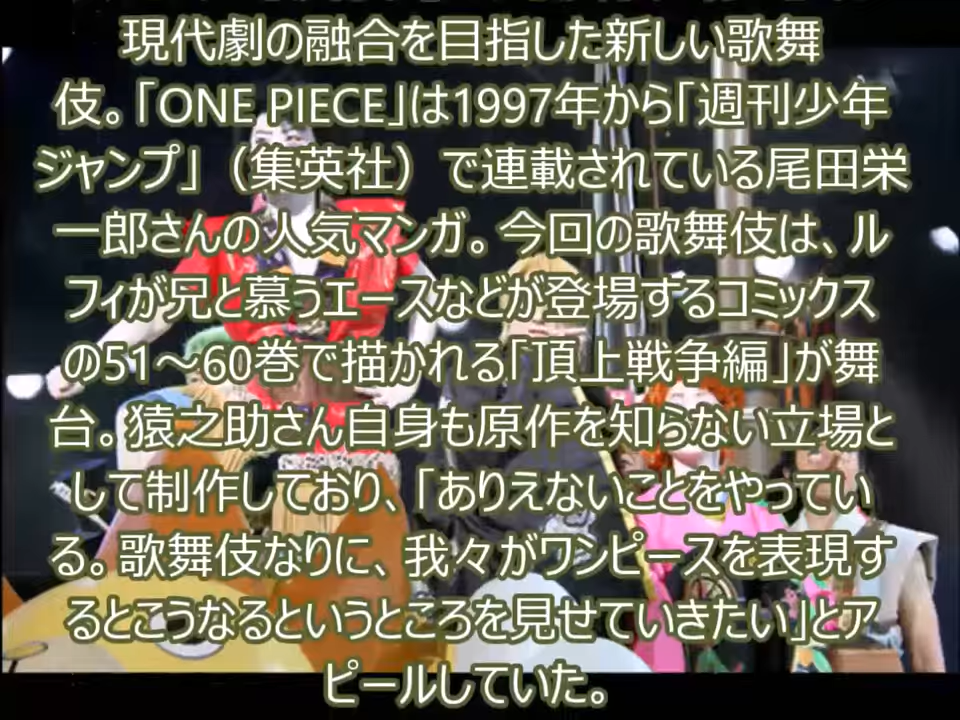 現代劇の融合を目指した新しい歌舞
伎。「ONE PIECE」は1997年から「週刊少年
ジャンプ」（集英社）で連載されている尾田栄
一郎さんの人気マンガ。今回の歌舞伎は、ル
フィが兄と慕うエースなどが登場するコミックス
の51～60巻で描かれる「頂上戦争編」が舞
台。猿之助さん自身も原作を知らない立場と
して制作しており、「ありえないことをやってい
る。歌舞伎なりに、我々がワンピースを表現す
るとこうなるというところを見せていきたい」とア
ピールしていた。